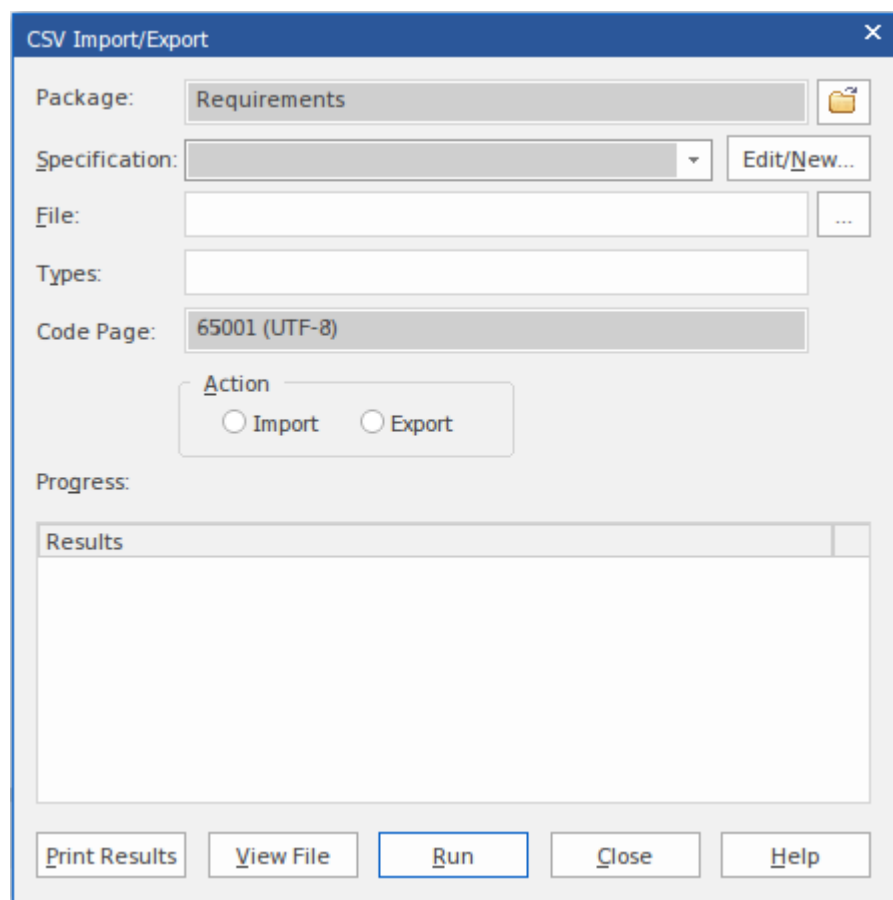 CSV Import/Export
Package: Requirements
Specification: Edit/New...
File: ...
Types:
Code Page: 65001 (UTF-8)
Action
Import Export
Progress:
Results
Print Results View File Run Close Help